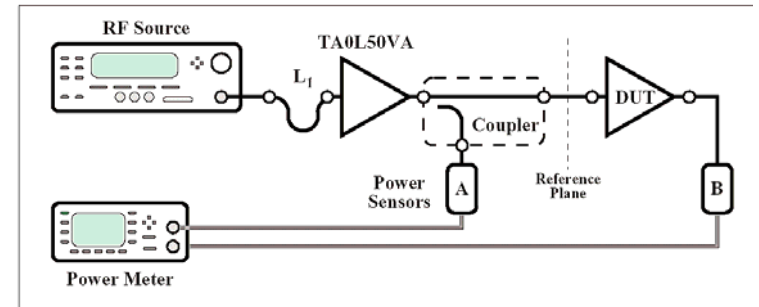 RF Source
TA0L50VA
L1
DUT
Coupler
Power
Sensors
A
Reference
Plane
B
Power Meter